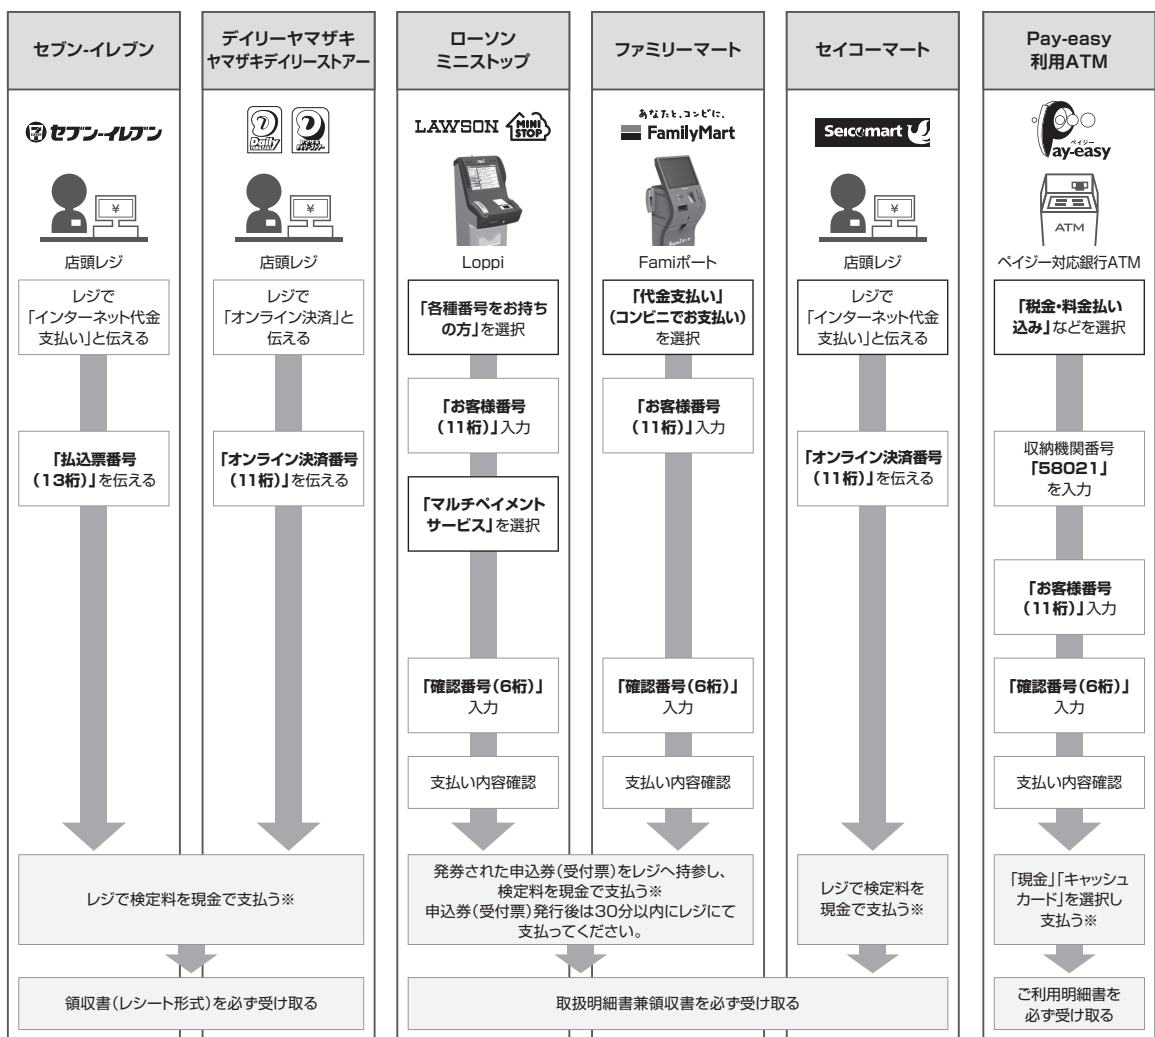 セブン-イレブン
デイリーヤマザキ
ヤマザキデイリーストアー
ローソン
ミニストップ
ファミリーマート
セイコーマート
Pay-easy
利用ATM
セブン-イレブン
Daily
LAWSON
MINI
STOP
あなたと、コンビに、
FamilyMart
Seicomart
ペイジー
Pay-easy
¥
¥
¥
ATM
店頭レジ
店頭レジ
Loppi
Famiポート
店頭レジ
ペイジー対応銀行ATM
レジで
「インターネット代金
支払い」と伝える
レジで
「オンライン決済」と
伝える
「各種番号をお持ち
の方」を選択
「代金支払い」
(コンビニでお支払い)
を選択
レジで
「インターネット代金
支払い」と伝える
「税金・料金払い
込み」などを選択
「お客様番号
(11桁)」入力
「お客様番号
(11桁)」入力
「払込票番号
(13桁)」を伝える
「オンライン決済番号
(11桁)」を伝える
「マルチペイメント
サービス」を選択
「オンライン決済番号
(11桁)」を伝える
収納機関番号
「58021」
を入力
「お客様番号
(11桁)」入力
「確認番号(6桁)」
入力
「確認番号(6桁)」
入力
「確認番号(6桁)」
入力
支払い内容確認
支払い内容確認
支払い内容確認
レジで検定料を現金で支払う※
発券された申込券(受付票)をレジへ持参し、
検定料を現金で支払う※
申込券(受付票)発行後は30分以内にレジにて
支払ってください。
レジで検定料を
現金で支払う※
「現金」「キャッシュ
カード」を選択し
支払う※
領収書(レシート形式)を必ず受け取る
取扱明細書兼領収書を必ず受け取る
ご利用明細書を
必ず受け取る